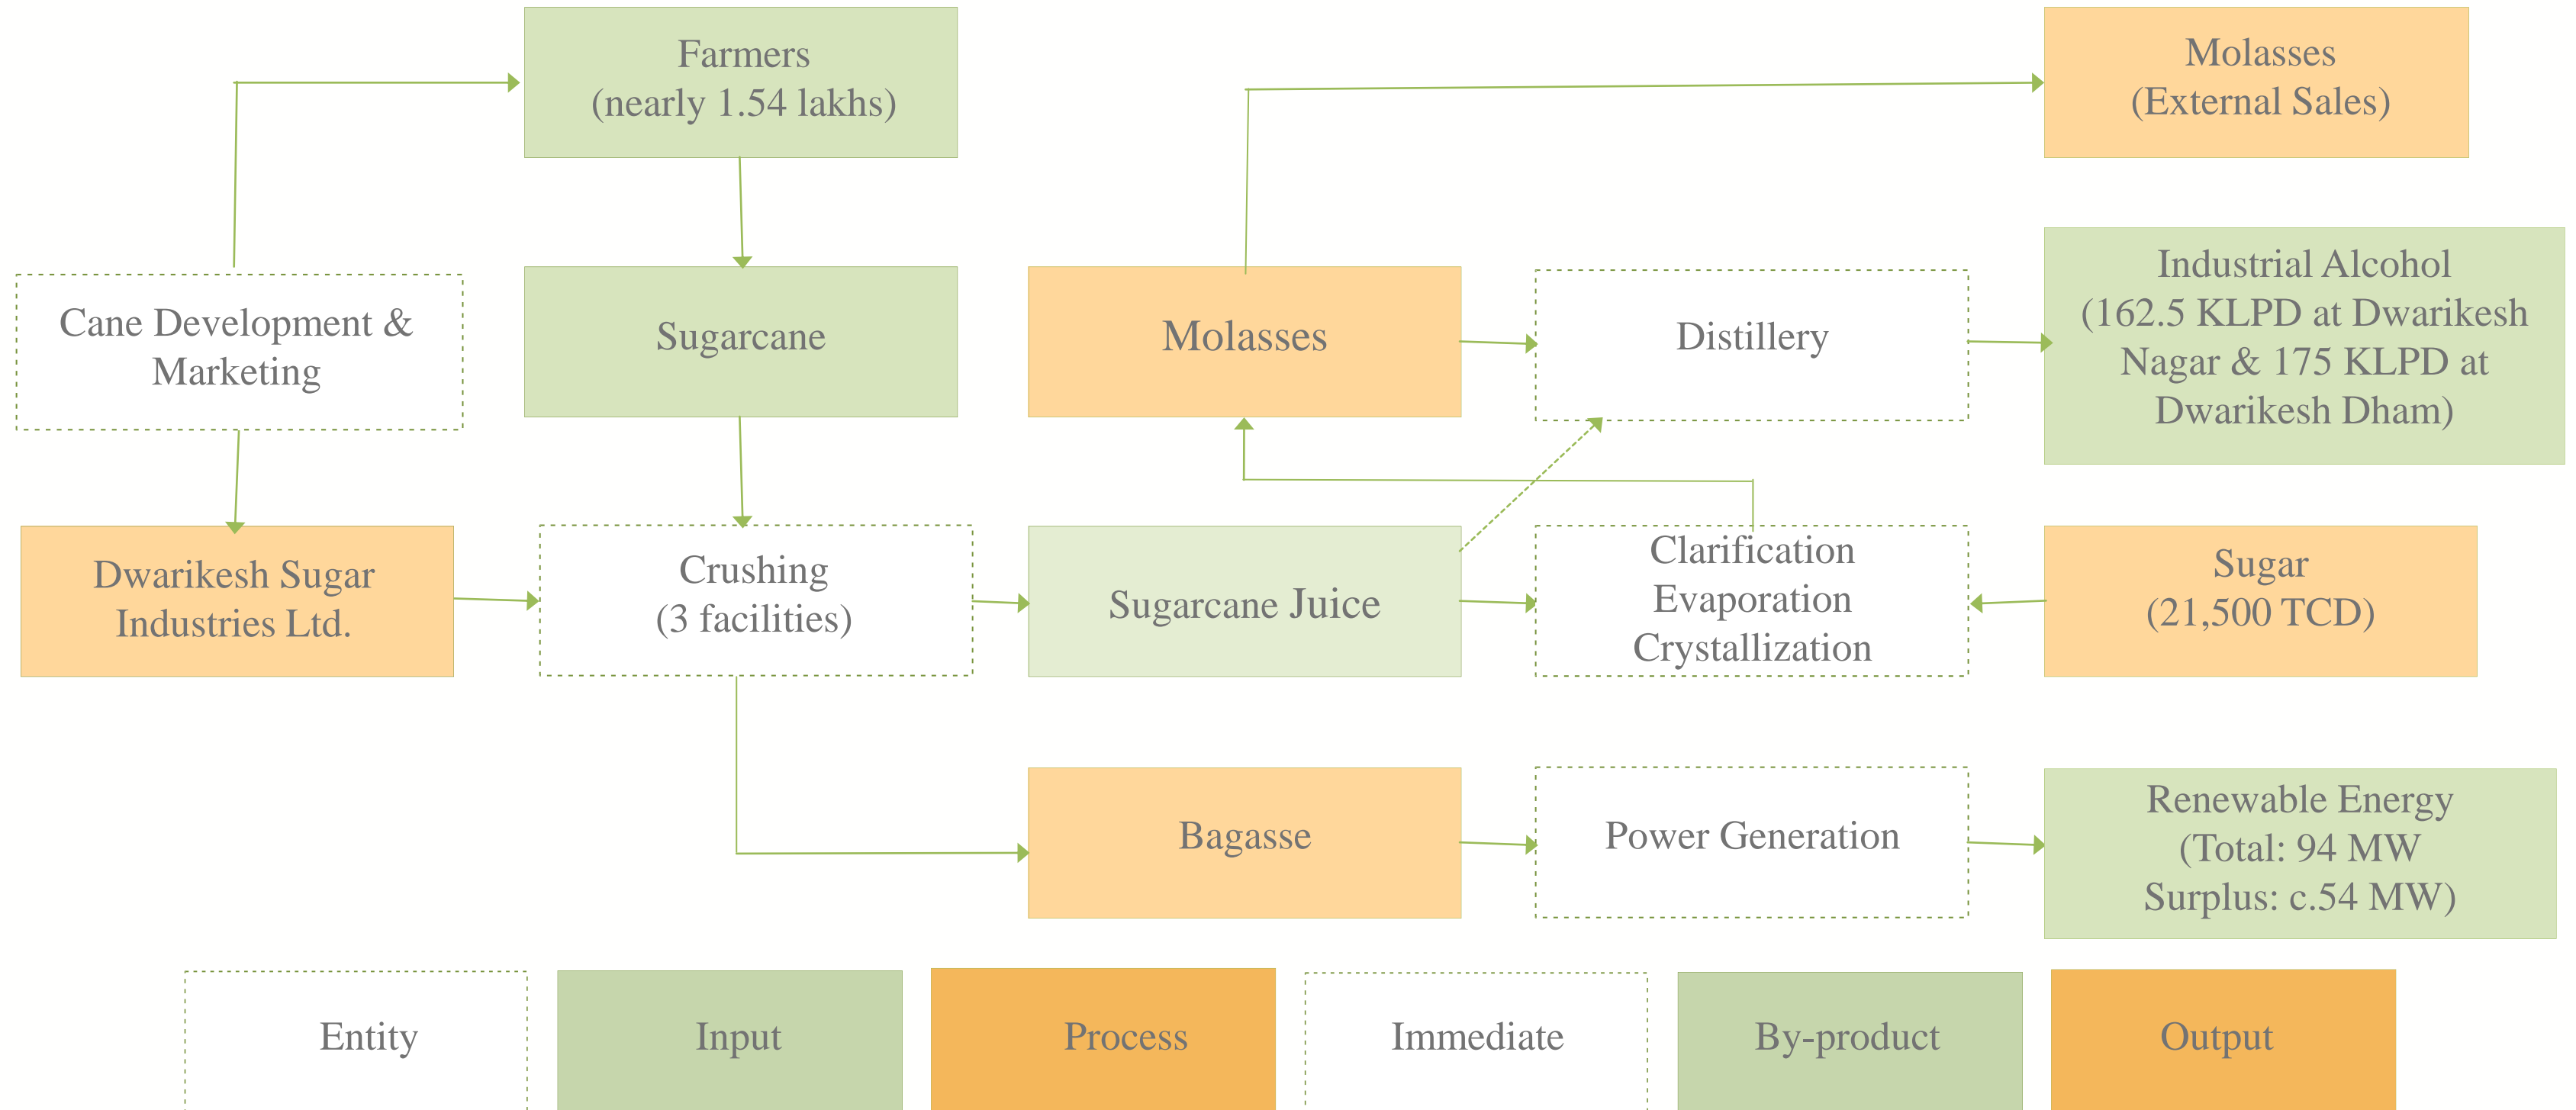 Farmers
(nearly 1.54 lakhs)
Molasses
(External Sales)
Cane Development &
Marketing
Sugarcane
Molasses
Distillery
Industrial Alcohol
(162.5 KLPD at Dwarikesh
Nagar & 175 KLPD at
Dwarikesh Dham)
Dwarikesh Sugar
Industries Ltd.
Crushing
(3 facilities)
Sugarcane Juice
Clarification
Evaporation
Crystallization
Sugar
(21,500 TCD)
Bagasse
Power Generation
Renewable Energy
(Total: 94 MW
Surplus: c.54 MW)
Entity
Input
Process
Immediate
By-product
Output